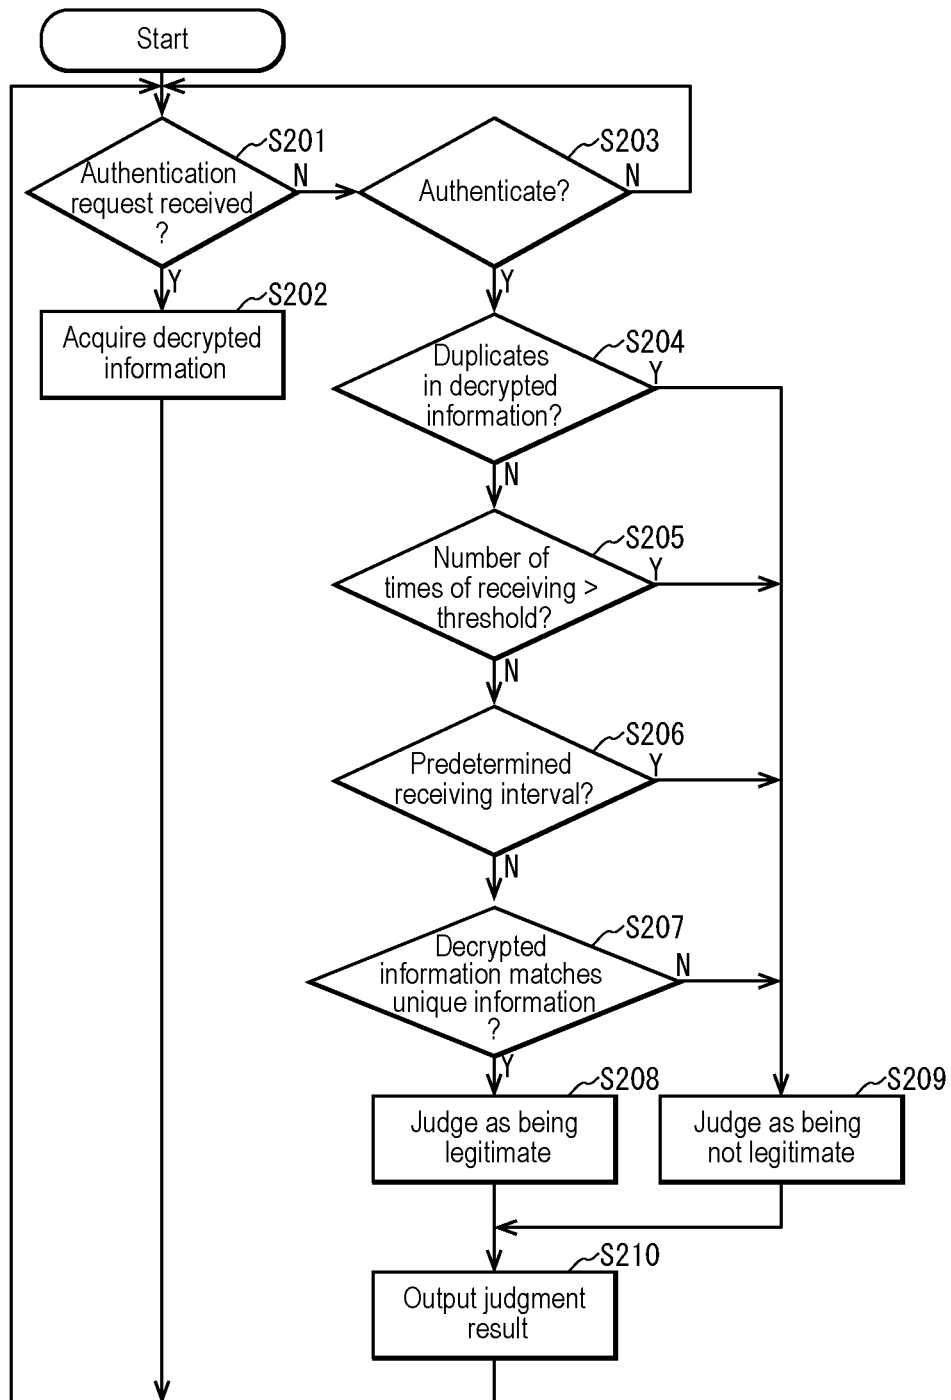 Start
S201
Authentication
request received
?
N
Y
S203
Authenticate?
N
Y
S202
Acquire decrypted
information
S204
Duplicates
in decrypted
information?
Y
N
S205
Number of
times of receiving >
threshold?
Y
N
S206
Predetermined
receiving interval?
Y
N
S207
Decrypted
information matches
unique information
?
N
Y
S208
Judge as being
legitimate
S209
Judge as being
not legitimate
S210
Output judgment
result